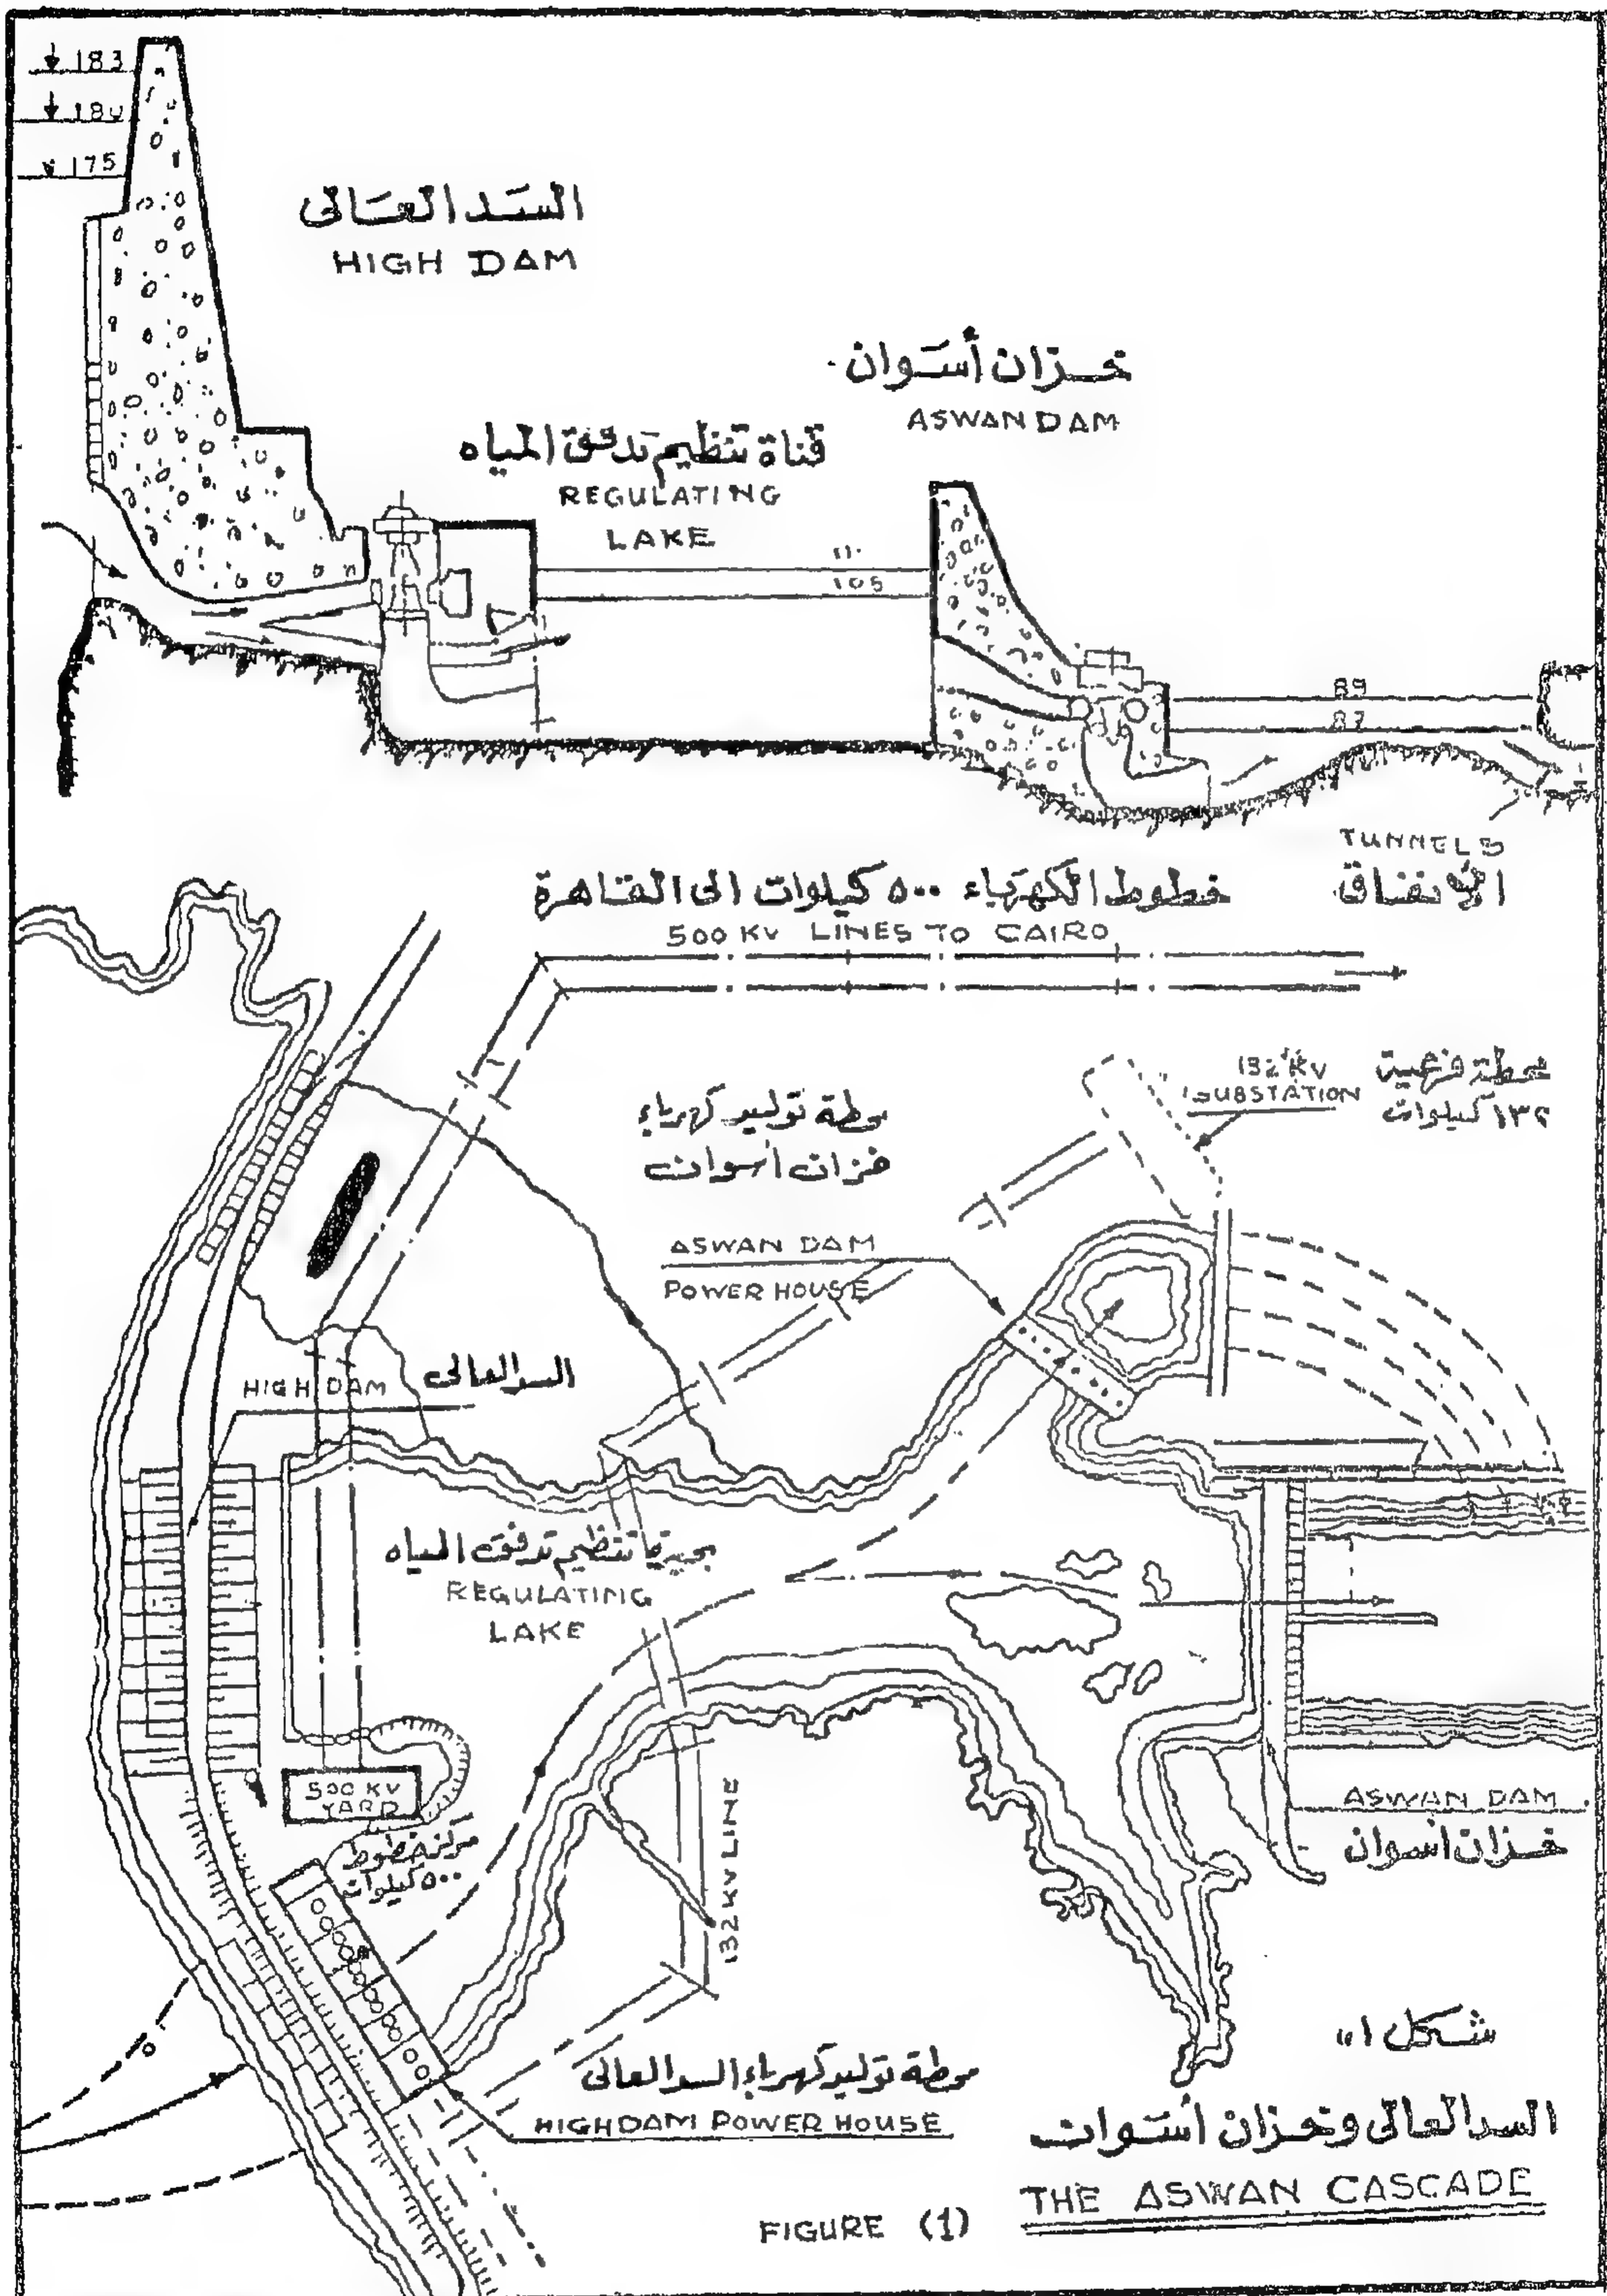 183
180
175
السد العالى
HIGH DAM
خزان أسوان
ASWAN DAM
قناة تنظيم تدفق المياه
REGULATING
LAKE
11.
105
89
87
TUNNELS
الأنفاق
خطوط الكهرباء ٥٠٠ كيلوات الى القاهرة
500 KV LINES TO CAIRO
132 KV
SUBSTATION
محطة فرعية
١٣٢ كيلوات
محطة توليد كهرباء
خزان أسوان
ASWAN DAM
POWER HOUSE
HIGH DAM السد العالى
تنظيم تدفق المياه
REGULATING
LAKE
500 KV
YARD
مركز خطوط
٥٠٠ كيلوات
132 KV LINE
ASWAN DAM
خزان أسوان
محطة توليد كهرباء السد العالى
HIGH DAM POWER HOUSE
شكل "١"
السد العالى وخزان أسوان
THE ASWAN CASCADE
FIGURE (1)